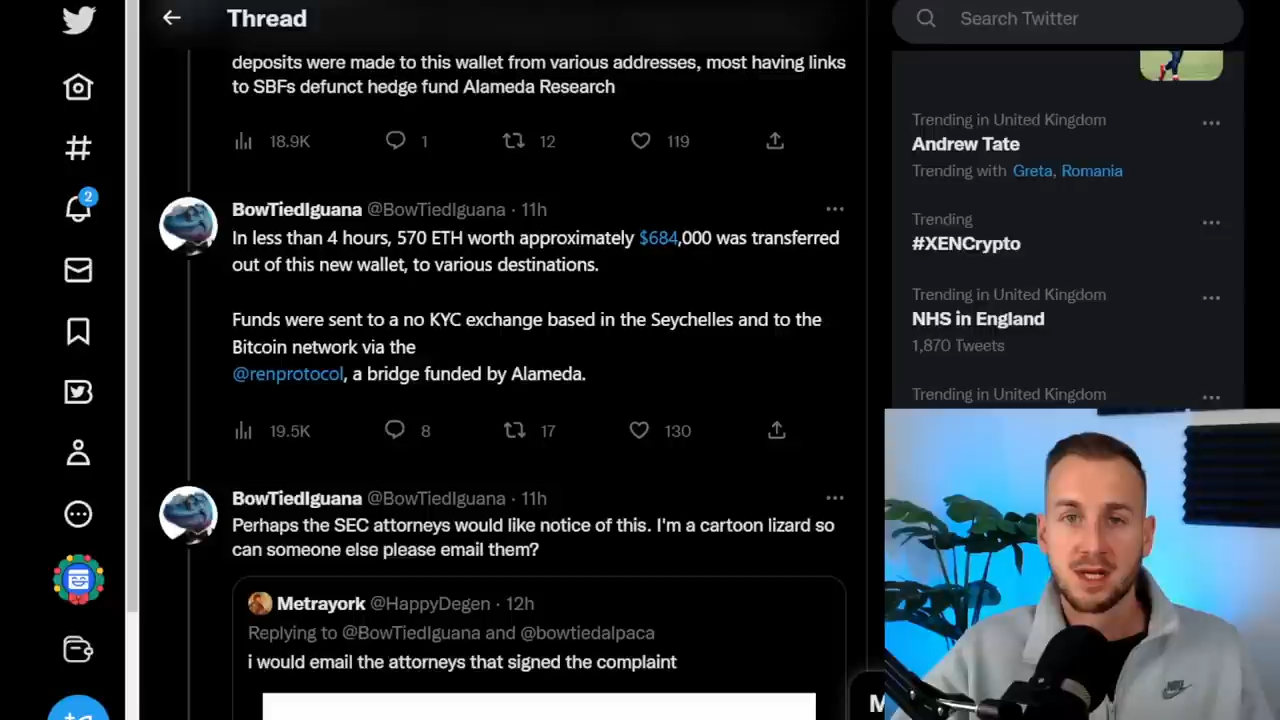 Thread
Search Twitter
deposits were made to this wallet from various addresses, most having links
to SBFs defunct hedge fund Alameda Research
18.9K
1
12
119
BowTiedIguana @BowTiedIguana · 11h
In less than 4 hours, 570 ETH worth approximately $684,000 was transferred
out of this new wallet, to various destinations.
Funds were sent to a no KYC exchange based in the Seychelles and to the
Bitcoin network via the
@renprotocol, a bridge funded by Alameda.
19.5K
8
17
130
BowTiedIguana @BowTiedIguana · 11h
Perhaps the SEC attorneys would like notice of this. I'm a cartoon lizard so
can someone else please email them?
Metrayork @HappyDegen · 12h
Replying to @BowTiedIguana and @bowtiedalpaca
i would email the attorneys that signed the complaint
2
Trending in United Kingdom
Andrew Tate
Trending with Greta, Romania
Trending
#XENCrypto
Trending in United Kingdom
NHS in England
1,870 Tweets
Trending in United Kingdom
M